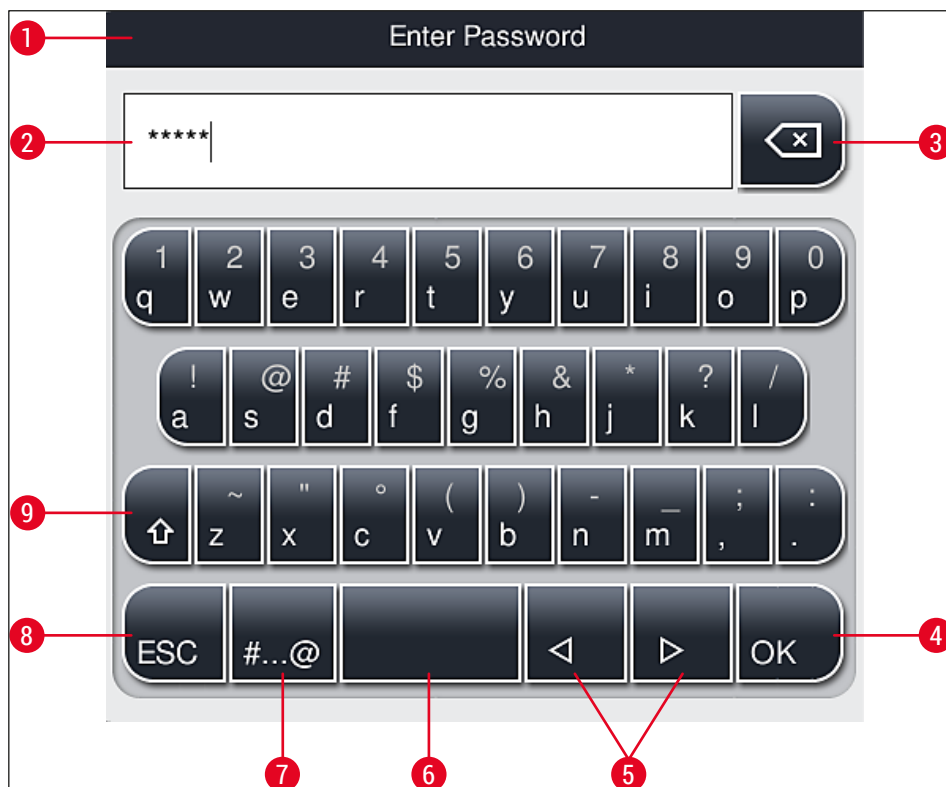 1 Enter Password
2 ***** 3
1 2 3 4 5 6 7 8 9 0
q w e r t y u i o p
! @ # $ % & * ? /
a s d f g h j k l
~ " ° ( ) - _ ; :
9 z x c v b n m , .
8 ESC #...@ OK 4
7 6 5